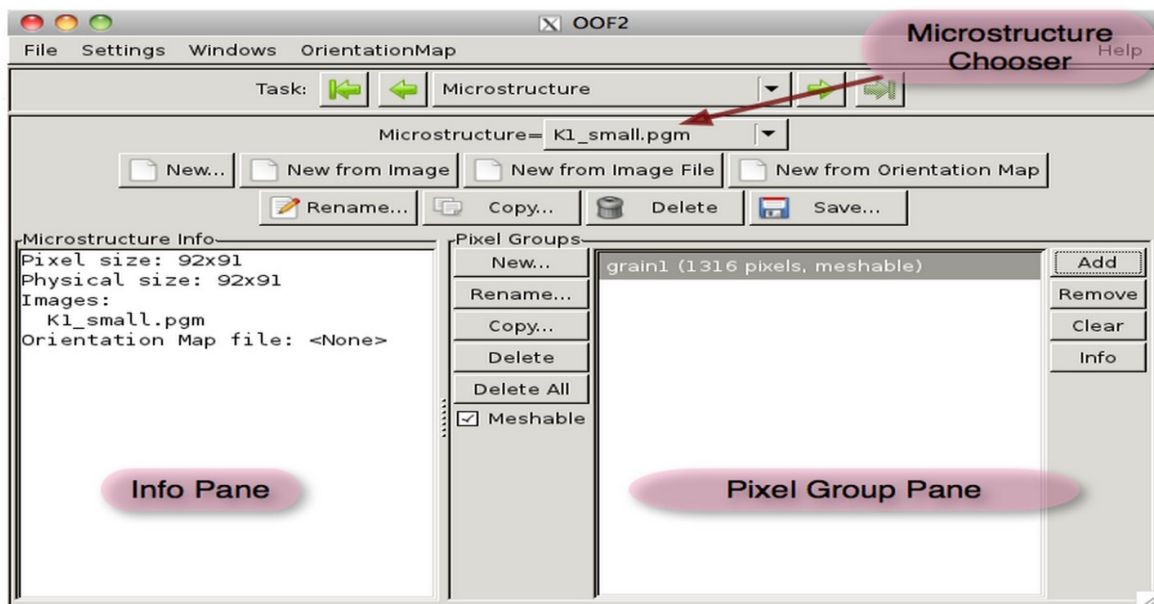 OOF2
Microstructure
Chooser
File Settings Windows OrientationMap Help
Task: Microstructure
Microstructure= K1_small.pgm
New... New from Image New from Image File New from Orientation Map
Rename... Copy... Delete Save...
Microstructure Info
Pixel size: 92x91
Physical size: 92x91
Images:
K1_small.pgm
Orientation Map file: <None>
Info Pane
Pixel Groups
New...
Rename...
Copy...
Delete
Delete All
Meshable
grain1 (1316 pixels, meshable)
Pixel Group Pane
Add
Remove
Clear
Info